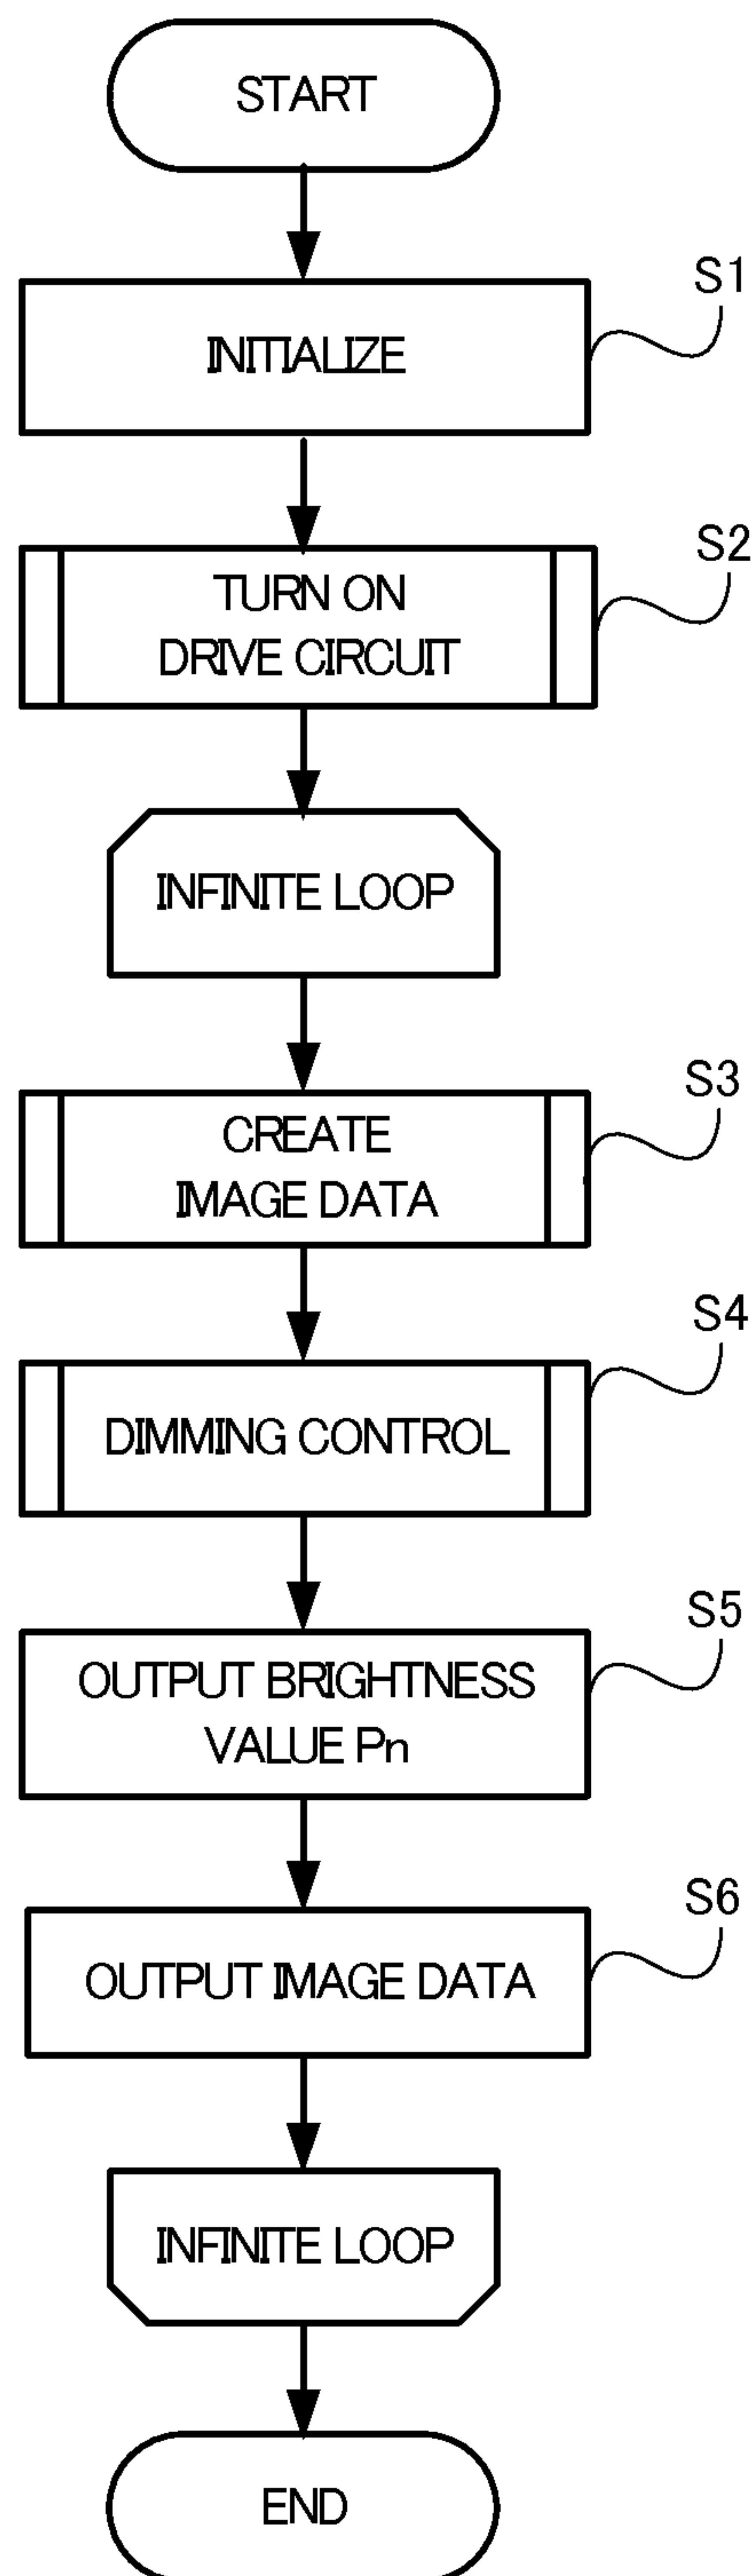 START
S1
INITIALIZE
S2
TURN ON
DRIVE CIRCUIT
INFINITE LOOP
S3
CREATE
IMAGE DATA
S4
DIMMING CONTROL
S5
OUTPUT BRIGHTNESS
VALUE Pn
S6
OUTPUT IMAGE DATA
INFINITE LOOP
END